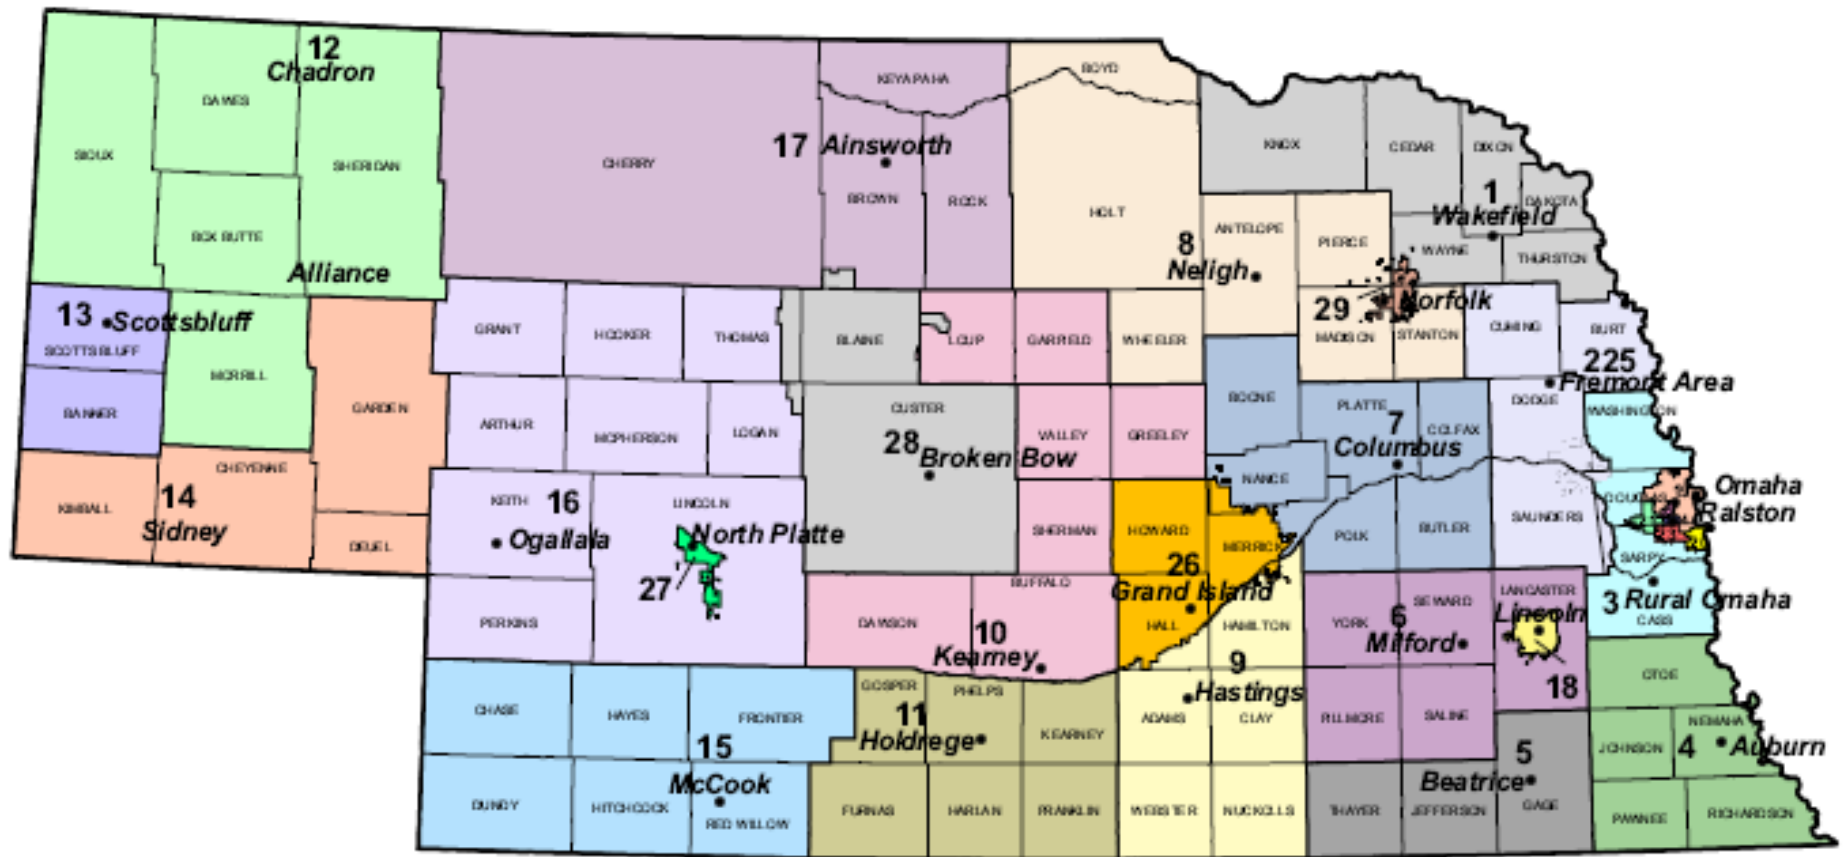 12
Chadron
DAWES
SIOUX
SHERIDAN
BOX BUTTE
Alliance
CHERRY
KEYAPAHA
17 Ainsworth
BROWN
ROCK
BOYD
HOLT
KNOX
CEDAR
DIXON
1
DAKOTA
Wakefield
WAYNE
THURSTON
ANTELOPE
PIERCE
8
Neligh
29
Norfolk
MADISON
STANTON
CUMING
BURT
225
Fremont Area
DODGE
WASHINGTON
13 Scottsbluff
SCOTTSBLUFF
BANNER
MORRILL
GARDEN
GRANT
HOOKER
THOMAS
BLAINE
LOUP
GARFIELD
WHEELER
ARTHUR
MCPHERSON
LOGAN
CUSTER
28 Broken Bow
VALLEY
GREELEY
BOONE
PLATTE
7
COLFAX
Columbus
NANCE
KIMBALL
CHEYENNE
14
Sidney
DEUEL
KEITH
16
Ogallala
LINCOLN
North Platte
27
PERKINS
SHERMAN
HOWARD
MERRICK
26
Grand Island
HALL
HAMILTON
POLK
BUTLER
SAUNDERS
DOUGLAS
Omaha
Ralston
SARPY
3 Rural Omaha
CASS
DAWSON
BUFFALO
10
Kearney
YORK
SEWARD
6
Milford
LANCASTER
Lincoln
18
OTOE
CHASE
HAYES
FRONTIER
15
McCook
DUNDY
HITCHCOCK
RED WILLOW
GOSPER
PHELPS
11
Holdrege
KEARNEY
FURNAS
HARLAN
FRANKLIN
9
Hastings
ADAMS
CLAY
WEBSTER
NUCKOLLS
FILLMORE
SALINE
THAYER
JEFFERSON
5
Beatrice
GAGE
JOHNSON
NEMAHA
4
Auburn
PAWNEE
RICHARDSON